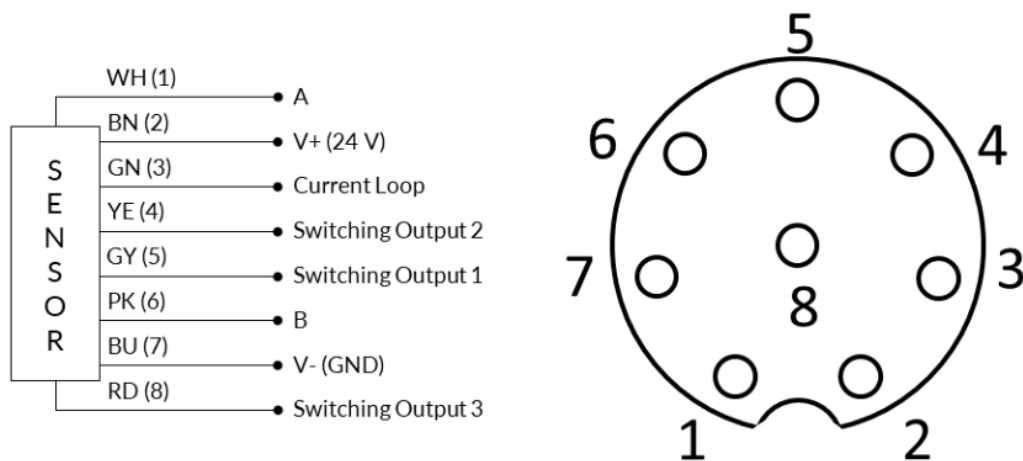 WH (1)
A
BN (2)
V+ (24 V)
GN (3)
Current Loop
YE (4)
Switching Output 2
GY (5)
Switching Output 1
PK (6)
B
BU (7)
V- (GND)
RD (8)
Switching Output 3
SENSOR
5
6
4
7
8
3
1
2